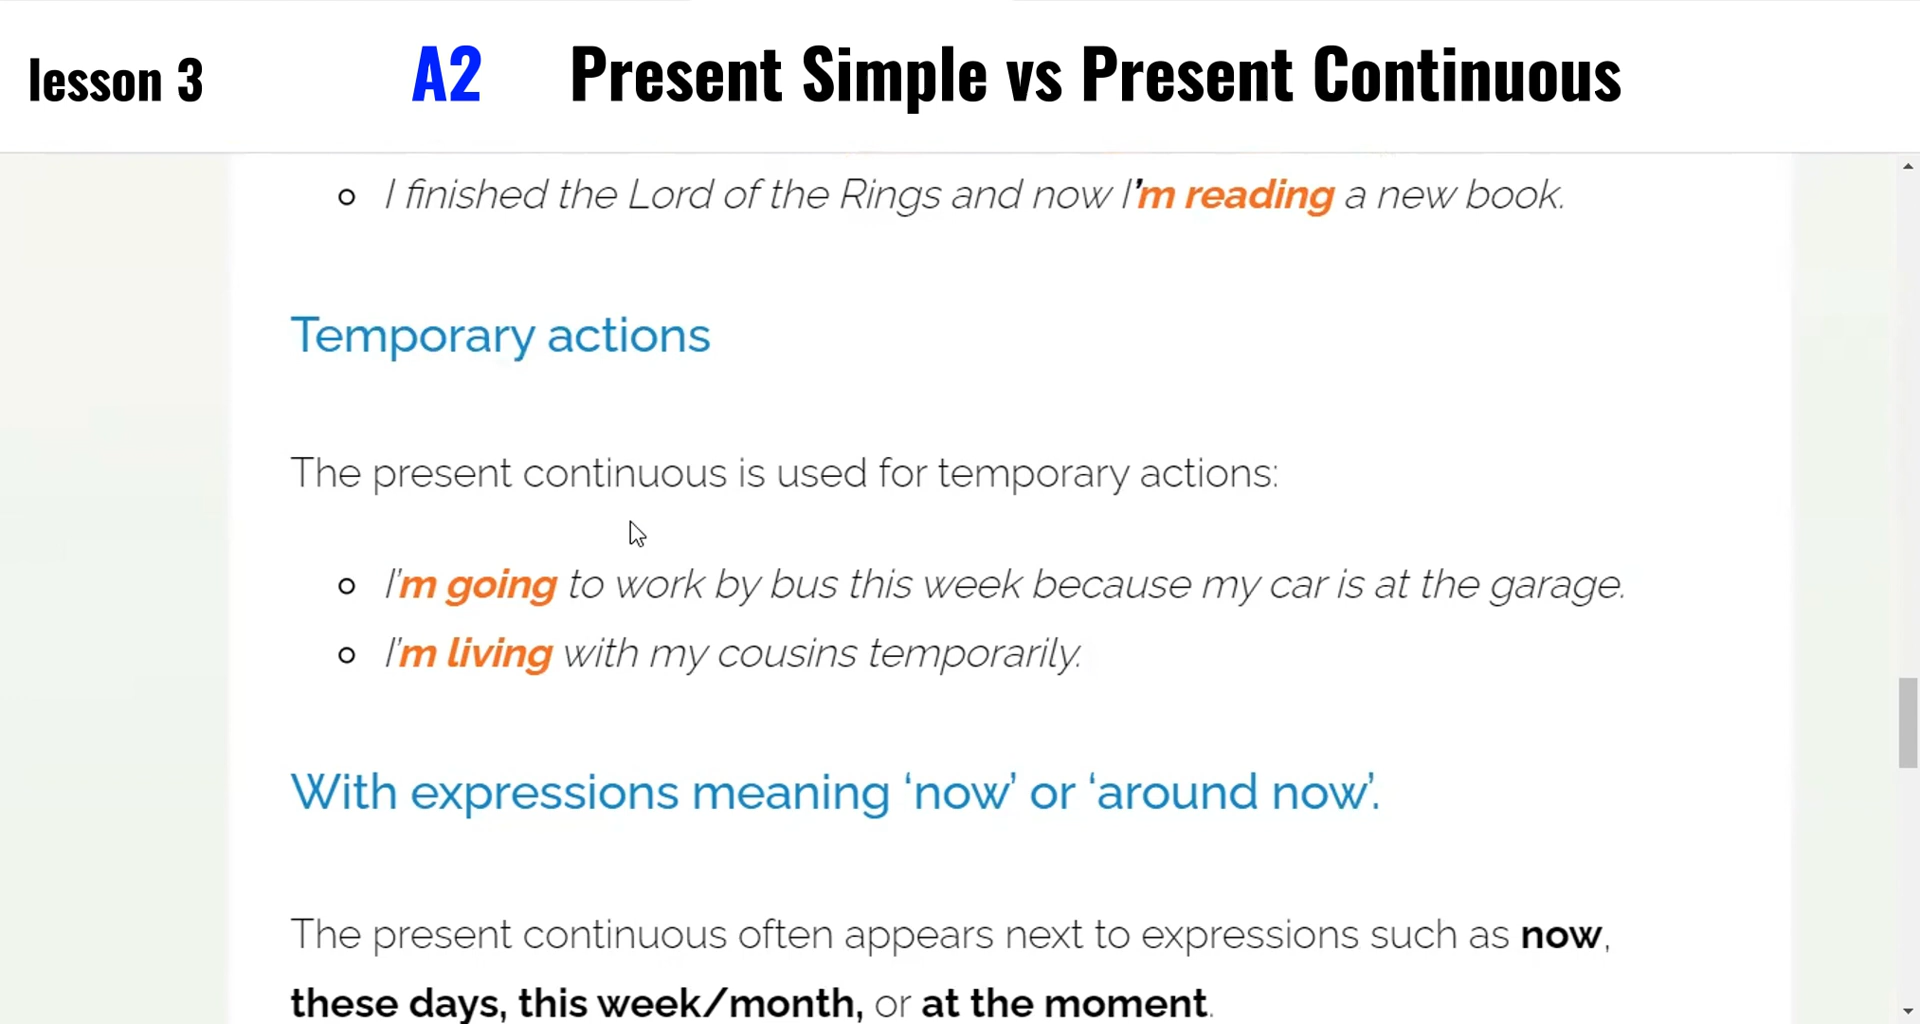 lesson 3 A2 Present Simple vs Present Continuous
I finished the Lord of the Rings and now I'm reading a new book.
Temporary actions
The present continuous is used for temporary actions:
I'm going to work by bus this week because my car is at the garage.
I'm living with my cousins temporarily.
With expressions meaning ‘now’ or ‘around now’.
The present continuous often appears next to expressions such as now,
these days, this week/month, or at the moment.